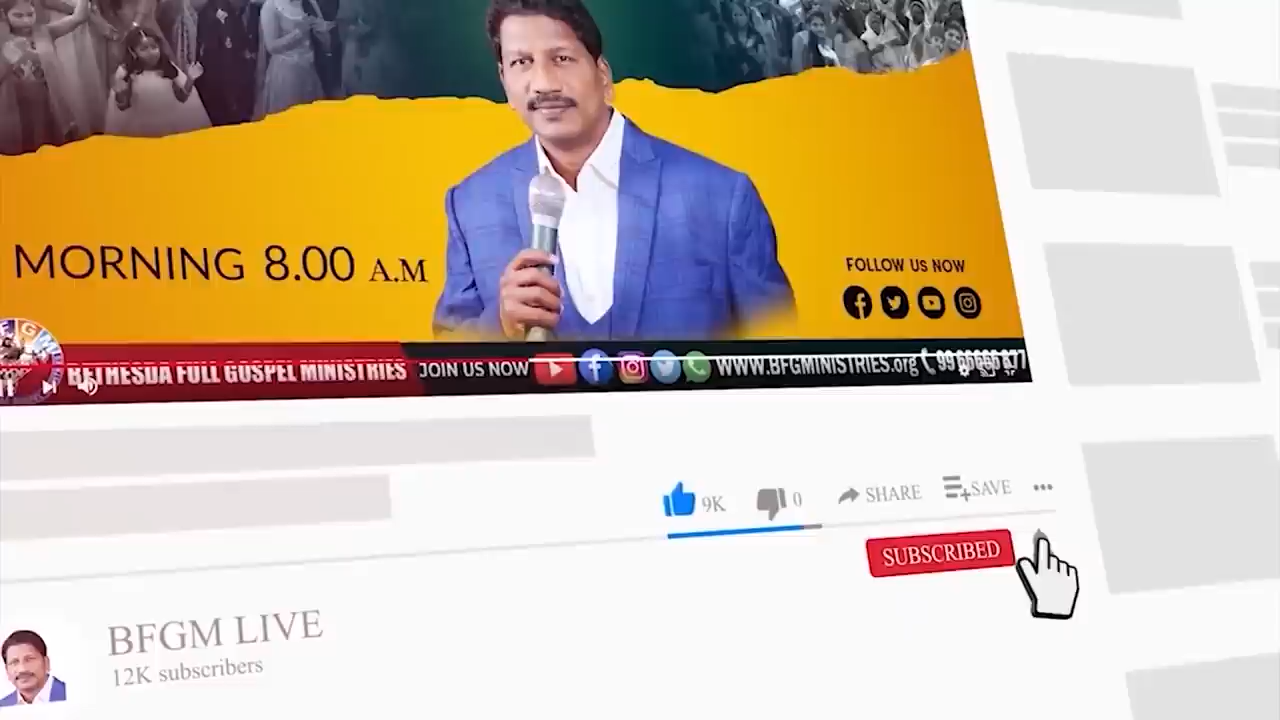 MORNING 8.00 A.M
FOLLOW US NOW
BETHESDA FULL GOSPEL MINISTRIES JOIN US NOW WWW.BFGMINISTRIES.org
9K 0 SHARE SAVE
SUBSCRIBED
BFGM LIVE
12K subscribers